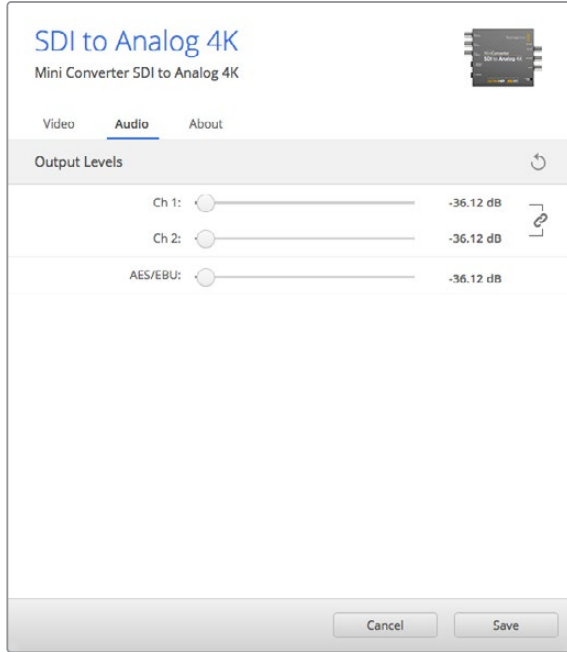 SDI to Analog 4K
Mini Converter SDI to Analog 4K
Video Audio About
Output Levels
Ch 1: -36.12 dB
Ch 2: -36.12 dB
AES/EBU: -36.12 dB
Cancel Save